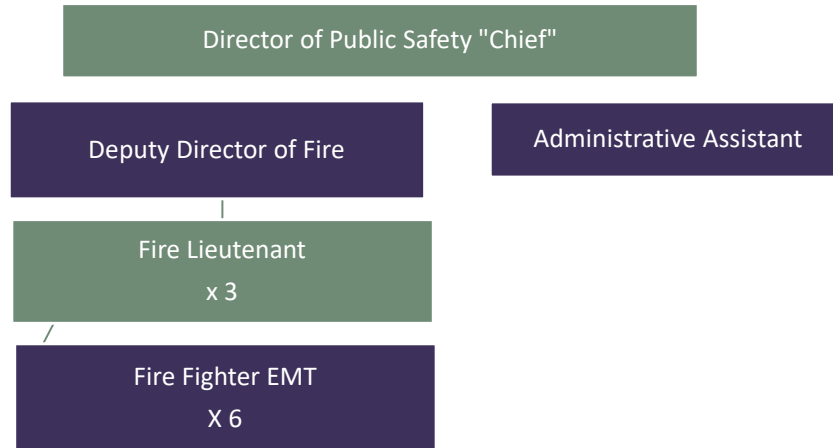 Director of Public Safety "Chief"
Deputy Director of Fire
Administrative Assistant
Fire Lieutenant
x 3
Fire Fighter EMT
X 6